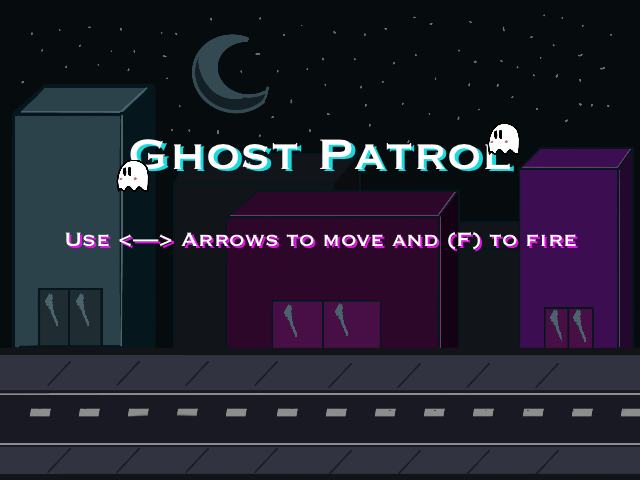 Ghost Patrol
Use <—> Arrows to move and (F) to fire